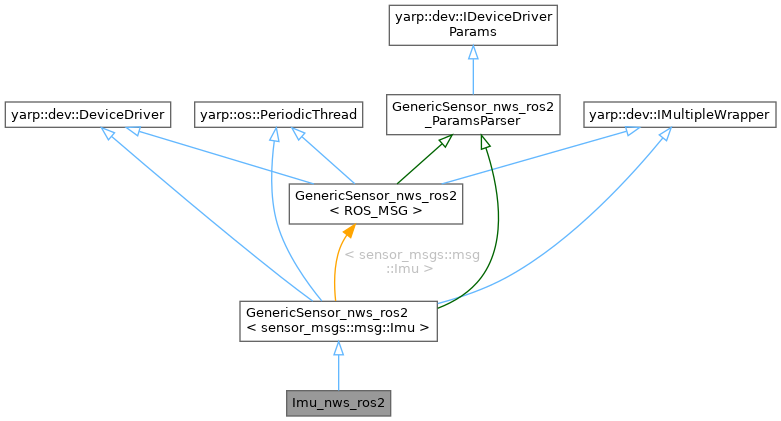 yarp::dev::IDeviceDriver
Params
yarp::dev::DeviceDriver
yarp::os::PeriodicThread
GenericSensor_nws_ros2
_ParamsParser
yarp::dev::IMultipleWrapper
GenericSensor_nws_ros2
< ROS_MSG >
< sensor_msgs::msg
::Imu >
GenericSensor_nws_ros2
< sensor_msgs::msg::Imu >
Imu_nws_ros2